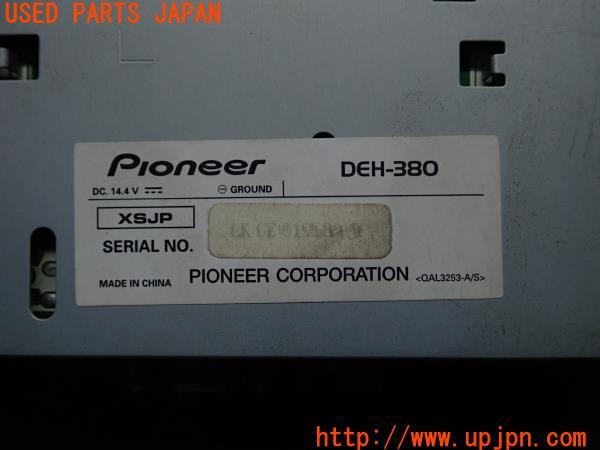 USED PARTS JAPAN
Pioneer DEH-380
DC. 14.4 V ⊖ GROUND
XSJP
SERIAL NO.
MADE IN CHINA PIONEER CORPORATION <QAL3253-A/S>
http://www.upjpn.com